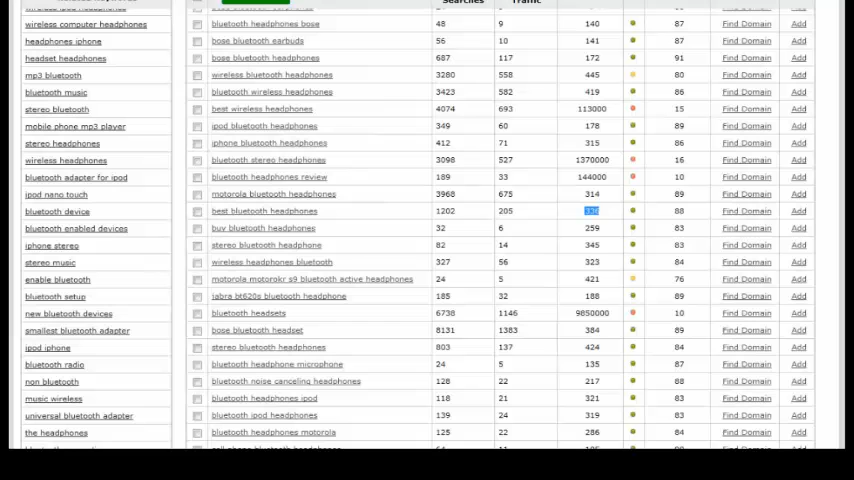 Searches Traffic
wireless computer headphones
headphones iphone
headset headphones
mp3 bluetooth
bluetooth music
stereo bluetooth
mobile phone mp3 player
stereo headphones
wireless headphones
bluetooth adapter for ipod
ipod nano touch
bluetooth device
bluetooth enabled devices
iphone stereo
stereo music
enable bluetooth
bluetooth setup
new bluetooth devices
smallest bluetooth adapter
ipod iphone
bluetooth radio
non bluetooth
music wireless
universal bluetooth adapter
the headphones
bluetooth headphones bose 48 9 140 87 Find Domain Add
bose bluetooth earbuds 56 10 141 87 Find Domain Add
bose bluetooth headphones 687 117 172 91 Find Domain Add
wireless bluetooth headphones 3280 558 445 80 Find Domain Add
bluetooth wireless headphones 3423 582 419 86 Find Domain Add
best wireless headphones 4074 693 113000 15 Find Domain Add
ipod bluetooth headphones 349 60 178 89 Find Domain Add
iphone bluetooth headphones 412 71 315 86 Find Domain Add
bluetooth stereo headphones 3098 527 1370000 16 Find Domain Add
bluetooth headphones review 189 33 144000 10 Find Domain Add
motorola bluetooth headphones 3968 675 314 89 Find Domain Add
best bluetooth headphones 1202 205 336 88 Find Domain Add
buy bluetooth headphones 32 6 259 83 Find Domain Add
stereo bluetooth headphone 82 14 345 83 Find Domain Add
wireless headphones bluetooth 327 56 323 84 Find Domain Add
motorola motorokr s9 bluetooth active headphones 24 5 421 76 Find Domain Add
jabra bt620s bluetooth headphone 185 32 188 89 Find Domain Add
bluetooth headsets 6738 1146 9850000 10 Find Domain Add
bose bluetooth headset 8131 1383 384 89 Find Domain Add
stereo bluetooth headphones 803 137 424 84 Find Domain Add
bluetooth headphone microphone 24 5 135 87 Find Domain Add
bluetooth noise canceling headphones 128 22 217 88 Find Domain Add
bluetooth headphones ipod 118 21 321 83 Find Domain Add
bluetooth ipod headphones 139 24 319 83 Find Domain Add
bluetooth headphones motorola 125 22 286 84 Find Domain Add